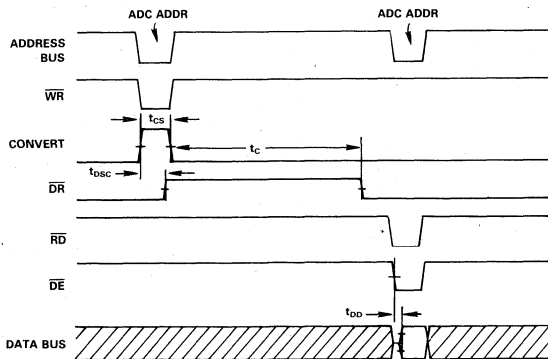 ADC ADDR
ADC ADDR
ADDRESS
BUS
WR
tCS
CONVERT
tC
tDSC
DR
RD
DE
tDD
DATA BUS